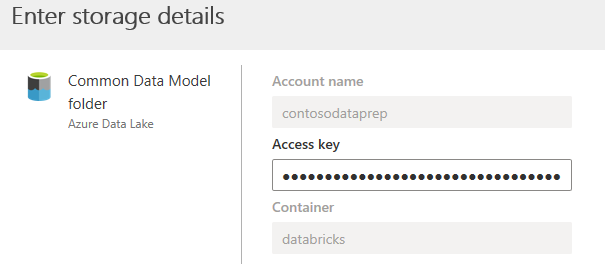 Enter storage details
Common Data Model
folder
Azure Data Lake
Account name
contosodataprep
Access key
●●●●●●●●●●●●●●●●●●●●●●●●●●●●●●●●●
Container
databricks